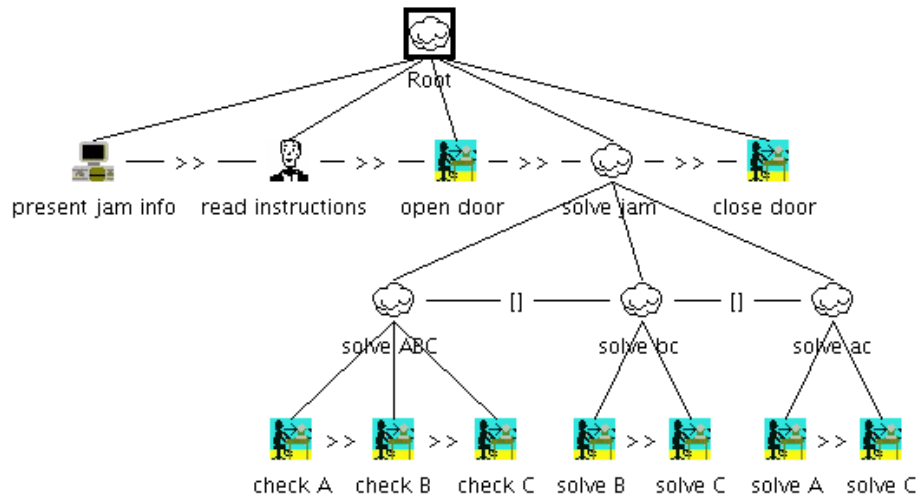 Root
>> >> >> >>
present jam info read instructions open door solve jam close door
[] []
solve ABC solve bc solve ac
>> >> >> >>
check A check B check C solve B solve C solve A solve C